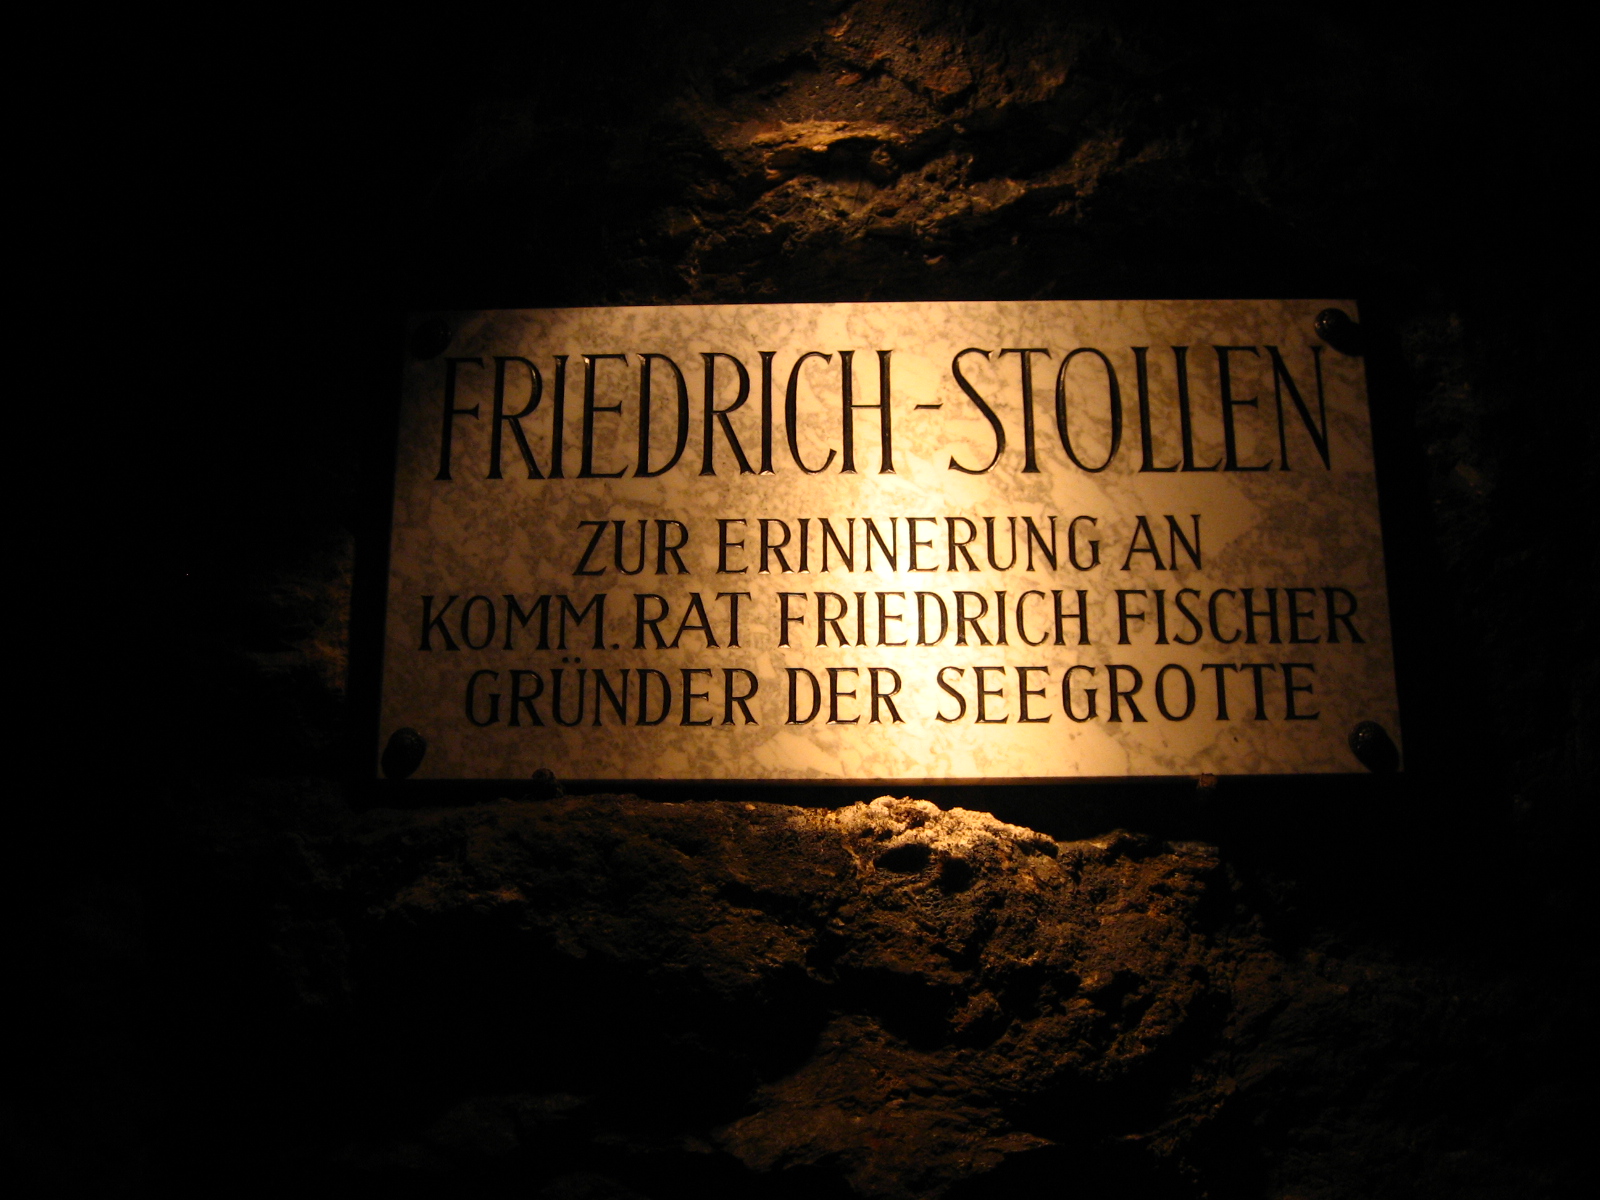 FRIEDRICH-STOLLEN
ZUR ERINNERUNG AN
KOMM. RAT FRIEDRICH FISCHER
GRÜNDER DER SEEGROTTE